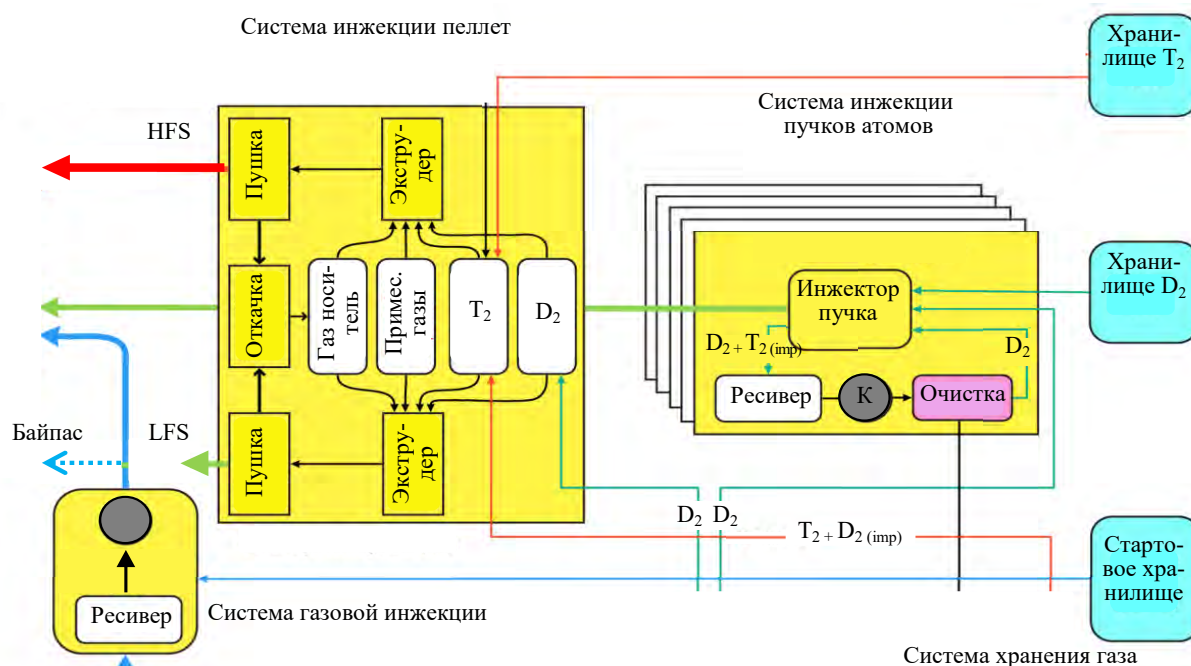 Система инжекции пеллет
Храни-
лище T₂
Система инжекции
пучков атомов
HFS
Пушка
Экстру-
дер
Откачка
Газ носи-
тель
Примес.
газы
T₂
D₂
Инжектор
пучка
Храни-
лище D₂
D₂ + T₂ (imp)
D₂
Ресивер
К
Очистка
Байпас
LFS
Пушка
Экстру-
дер
D₂
D₂
T₂ + D₂ (imp)
Старто-
вое хра-
нилище
Ресивер
Система газовой инжекции
Система хранения газа